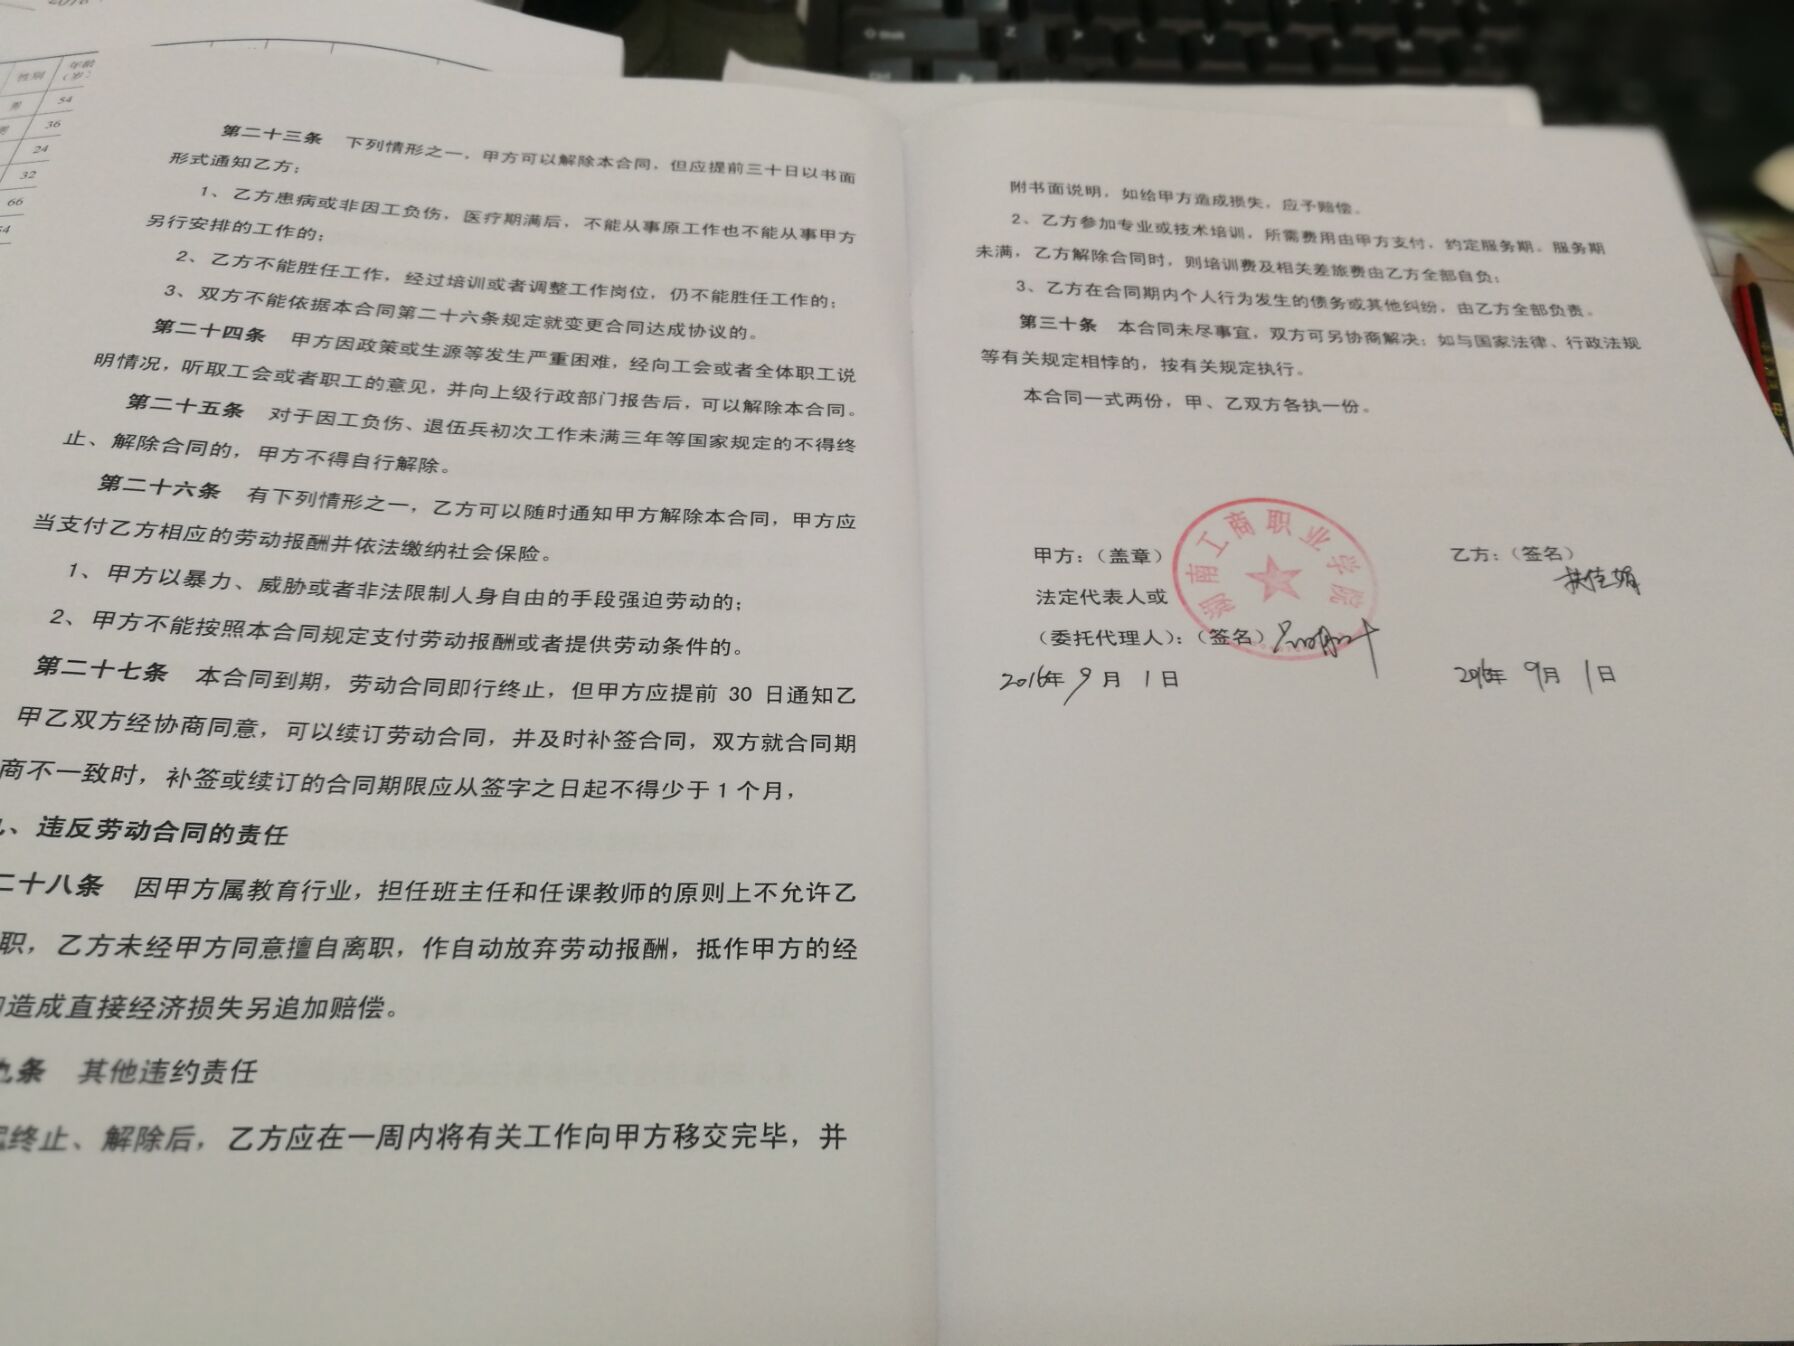 性别
年龄
男
54
36
24
32
66
第二十三条 下列情形之一，甲方可以解除本合同，但应提前三十日以书面
形式通知乙方：
1、乙方患病或非因工负伤，医疗期满后，不能从事原工作也不能从事甲方
另行安排的工作的；
2、乙方不能胜任工作，经过培训或者调整工作岗位，仍不能胜任工作的；
3、双方不能依据本合同第二十六条规定就变更合同达成协议的。
第二十四条 甲方因政策或生源等发生严重困难，经向工会或者全体职工说
明情况，听取工会或者职工的意见，并向上级行政部门报告后，可以解除本合同。
第二十五条 对于因工负伤、退伍兵初次工作未满三年等国家规定的不得终
止、解除合同的，甲方不得自行解除。
第二十六条 有下列情形之一，乙方可以随时通知甲方解除本合同，甲方应
当支付乙方相应的劳动报酬并依法缴纳社会保险。
1、甲方以暴力、威胁或者非法限制人身自由的手段强迫劳动的；
2、甲方不能按照本合同规定支付劳动报酬或者提供劳动条件的。
第二十七条 本合同到期，劳动合同即行终止，但甲方应提前 30 日通知乙
甲乙双方经协商同意，可以续订劳动合同，并及时补签合同，双方就合同期
商不一致时，补签或续订的合同期限应从签字之日起不得少于 1 个月，
、违反劳动合同的责任
二十八条 因甲方属教育行业，担任班主任和任课教师的原则上不允许乙
职，乙方未经甲方同意擅自离职，作自动放弃劳动报酬，抵作甲方的经
造成直接经济损失另追加赔偿。
九条 其他违约责任
终止、解除后，乙方应在一周内将有关工作向甲方移交完毕，并
附书面说明，如给甲方造成损失，应予赔偿。
2、乙方参加专业或技术培训，所需费用由甲方支付，约定服务期。服务期
未满，乙方解除合同时，则培训费及相关差旅费由乙方全部自负；
3、乙方在合同期内个人行为发生的债务或其他纠纷，由乙方全部负责。
第三十条 本合同未尽事宜，双方可另协商解决；如与国家法律、行政法规
等有关规定相悖的，按有关规定执行。
本合同一式两份，甲、乙双方各执一份。
湖南工商职业学院
甲方：（盖章）
法定代表人或
（委托代理人）：（签名）
2016年 9 月 1 日
乙方：（签名）
2016年 9月 1日